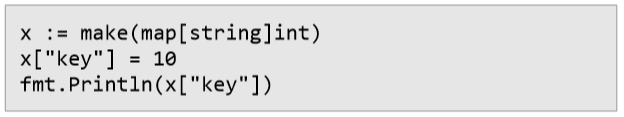 x := make(map[string]int)
x["key"] = 10
fmt.Println(x["key"])